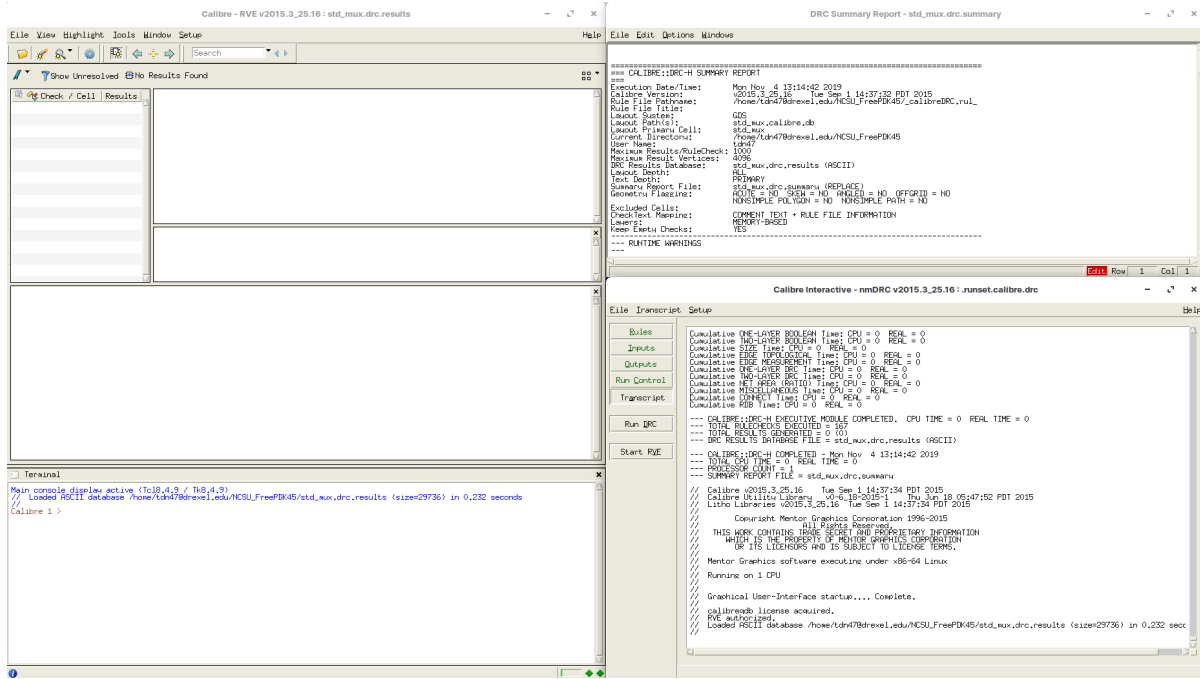 Calibre - RVE v2015.3_25.16 : std_mux.drc.results
File View Highlight Tools Window Setup Help
Search
Show Unresolved No Results Found
Check / Cell Results
Terminal
Main console display active (Tcl8.4.9 / Tk8.4.9)
// Loaded ASCII database /home/tdn47@drexel.edu/NCSU_FreePDK45/std_mux.drc.results (size=29736) in 0.232 seconds
//
Calibre 1 >
DRC Summary Report - std_mux.drc.summary
File Edit Options Windows
==================================================================================
=== CALIBRE::DRC-H SUMMARY REPORT
===
Execution Date/Time: Mon Nov 4 13:14:42 2019
Calibre Version: v2015.3_25.16 Tue Sep 1 14:37:32 PDT 2015
Rule File Pathname: /home/tdn47@drexel.edu/NCSU_FreePDK45/_calibreDRC.rul_
Rule File Title:
Layout System: GDS
Layout Path(s): std_mux.calibre.db
Layout Primary Cell: std_mux
Current Directory: /home/tdn47@drexel.edu/NCSU_FreePDK45
User Name: tdn47
Maximum Results/RuleCheck: 1000
Maximum Result Vertices: 4096
DRC Results Database: std_mux.drc.results (ASCII)
Layout Depth: ALL
Text Depth: PRIMARY
Summary Report File: std_mux.drc.summary (REPLACE)
Geometry Flagging: ACUTE = NO SKEW = NO ANGLED = NO OFFGRID = NO
NONSIMPLE POLYGON = NO NONSIMPLE PATH = NO
Excluded Cells:
CheckText Mapping: COMMENT TEXT + RULE FILE INFORMATION
Layers: MEMORY-BASED
Keep Empty Checks: YES
----------------------------------------------------------------------------------
--- RUNTIME WARNINGS
---
Edit Row 1 Col 1
Calibre Interactive - nmDRC v2015.3_25.16 : .runset.calibre.drc
File Transcript Setup Help
Rules
Inputs
Outputs
Run Control
Transcript
Run DRC
Start RVE
Cumulative ONE-LAYER BOOLEAN Time: CPU = 0 REAL = 0
Cumulative TWO-LAYER BOOLEAN Time: CPU = 0 REAL = 0
Cumulative SIZE Time: CPU = 0 REAL = 0
Cumulative EDGE TOPOLOGICAL Time: CPU = 0 REAL = 0
Cumulative EDGE MEASUREMENT Time: CPU = 0 REAL = 0
Cumulative ONE-LAYER DRC Time: CPU = 0 REAL = 0
Cumulative TWO-LAYER DRC Time: CPU = 0 REAL = 0
Cumulative NET AREA (RATIO) Time: CPU = 0 REAL = 0
Cumulative MISCELLANEOUS Time: CPU = 0 REAL = 0
Cumulative CONNECT Time: CPU = 0 REAL = 0
Cumulative RDB Time: CPU = 0 REAL = 0
--- CALIBRE::DRC-H EXECUTIVE MODULE COMPLETED. CPU TIME = 0 REAL TIME = 0
--- TOTAL RULECHECKS EXECUTED = 167
--- TOTAL RESULTS GENERATED = 0 (0)
--- DRC RESULTS DATABASE FILE = std_mux.drc.results (ASCII)
--- CALIBRE::DRC-H COMPLETED - Mon Nov 4 13:14:42 2019
--- TOTAL CPU TIME = 0 REAL TIME = 0
--- PROCESSOR COUNT = 1
--- SUMMARY REPORT FILE = std_mux.drc.summary
// Calibre v2015.3_25.16 Tue Sep 1 14:37:34 PDT 2015
// Calibre Utility Library v0-6_18-2015-1 Thu Jun 18 05:47:52 PDT 2015
// Litho Libraries v2015.3_25.16 Tue Sep 1 14:37:34 PDT 2015
//
// Copyright Mentor Graphics Corporation 1996-2015
// All Rights Reserved.
// THIS WORK CONTAINS TRADE SECRET AND PROPRIETARY INFORMATION
// WHICH IS THE PROPERTY OF MENTOR GRAPHICS CORPORATION
// OR ITS LICENSORS AND IS SUBJECT TO LICENSE TERMS.
//
// Mentor Graphics software executing under x86-64 Linux
//
// Running on 1 CPU
//
//
// Graphical User-Interface startup.... Complete.
//
// calibreqdb license acquired.
// RVE authorized.
// Loaded ASCII database /home/tdn47@drexel.edu/NCSU_FreePDK45/std_mux.drc.results (size=29736) in 0.232 sec
//